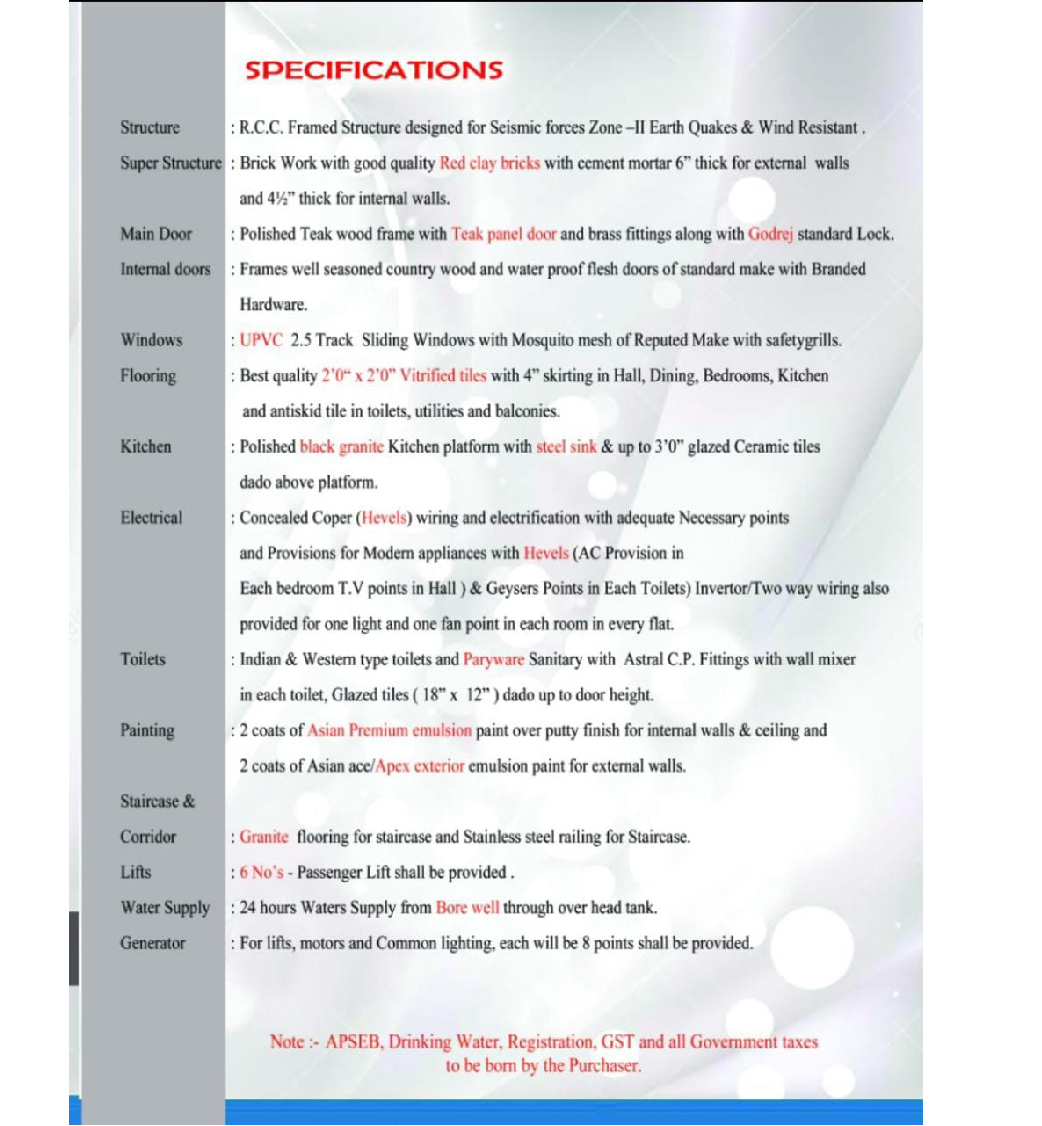 SPECIFICATIONS
Structure : R.C.C. Framed Structure designed for Seismic forces Zone –II Earth Quakes & Wind Resistant .
Super Structure : Brick Work with good quality Red clay bricks with cement mortar 6” thick for external walls
and 4½” thick for internal walls.
Main Door : Polished Teak wood frame with Teak panel door and brass fittings along with Godrej standard Lock.
Internal doors : Frames well seasoned country wood and water proof flesh doors of standard make with Branded
Hardware.
Windows : UPVC 2.5 Track Sliding Windows with Mosquito mesh of Reputed Make with safetygrills.
Flooring : Best quality 2’0“ x 2’0” Vitrified tiles with 4” skirting in Hall, Dining, Bedrooms, Kitchen
and antiskid tile in toilets, utilities and balconies.
Kitchen : Polished black granite Kitchen platform with steel sink & up to 3’0” glazed Ceramic tiles
dado above platform.
Electrical : Concealed Coper (Hevels) wiring and electrification with adequate Necessary points
and Provisions for Modern appliances with Hevels (AC Provision in
Each bedroom T.V points in Hall ) & Geysers Points in Each Toilets) Invertor/Two way wiring also
provided for one light and one fan point in each room in every flat.
Toilets : Indian & Western type toilets and Paryware Sanitary with Astral C.P. Fittings with wall mixer
in each toilet, Glazed tiles ( 18” x 12” ) dado up to door height.
Painting : 2 coats of Asian Premium emulsion paint over putty finish for internal walls & ceiling and
2 coats of Asian ace/Apex exterior emulsion paint for external walls.
Staircase &
Corridor : Granite flooring for staircase and Stainless steel railing for Staircase.
Lifts : 6 No’s - Passenger Lift shall be provided .
Water Supply : 24 hours Waters Supply from Bore well through over head tank.
Generator : For lifts, motors and Common lighting, each will be 8 points shall be provided.
Note :- APSEB, Drinking Water, Registration, GST and all Government taxes
to be born by the Purchaser.